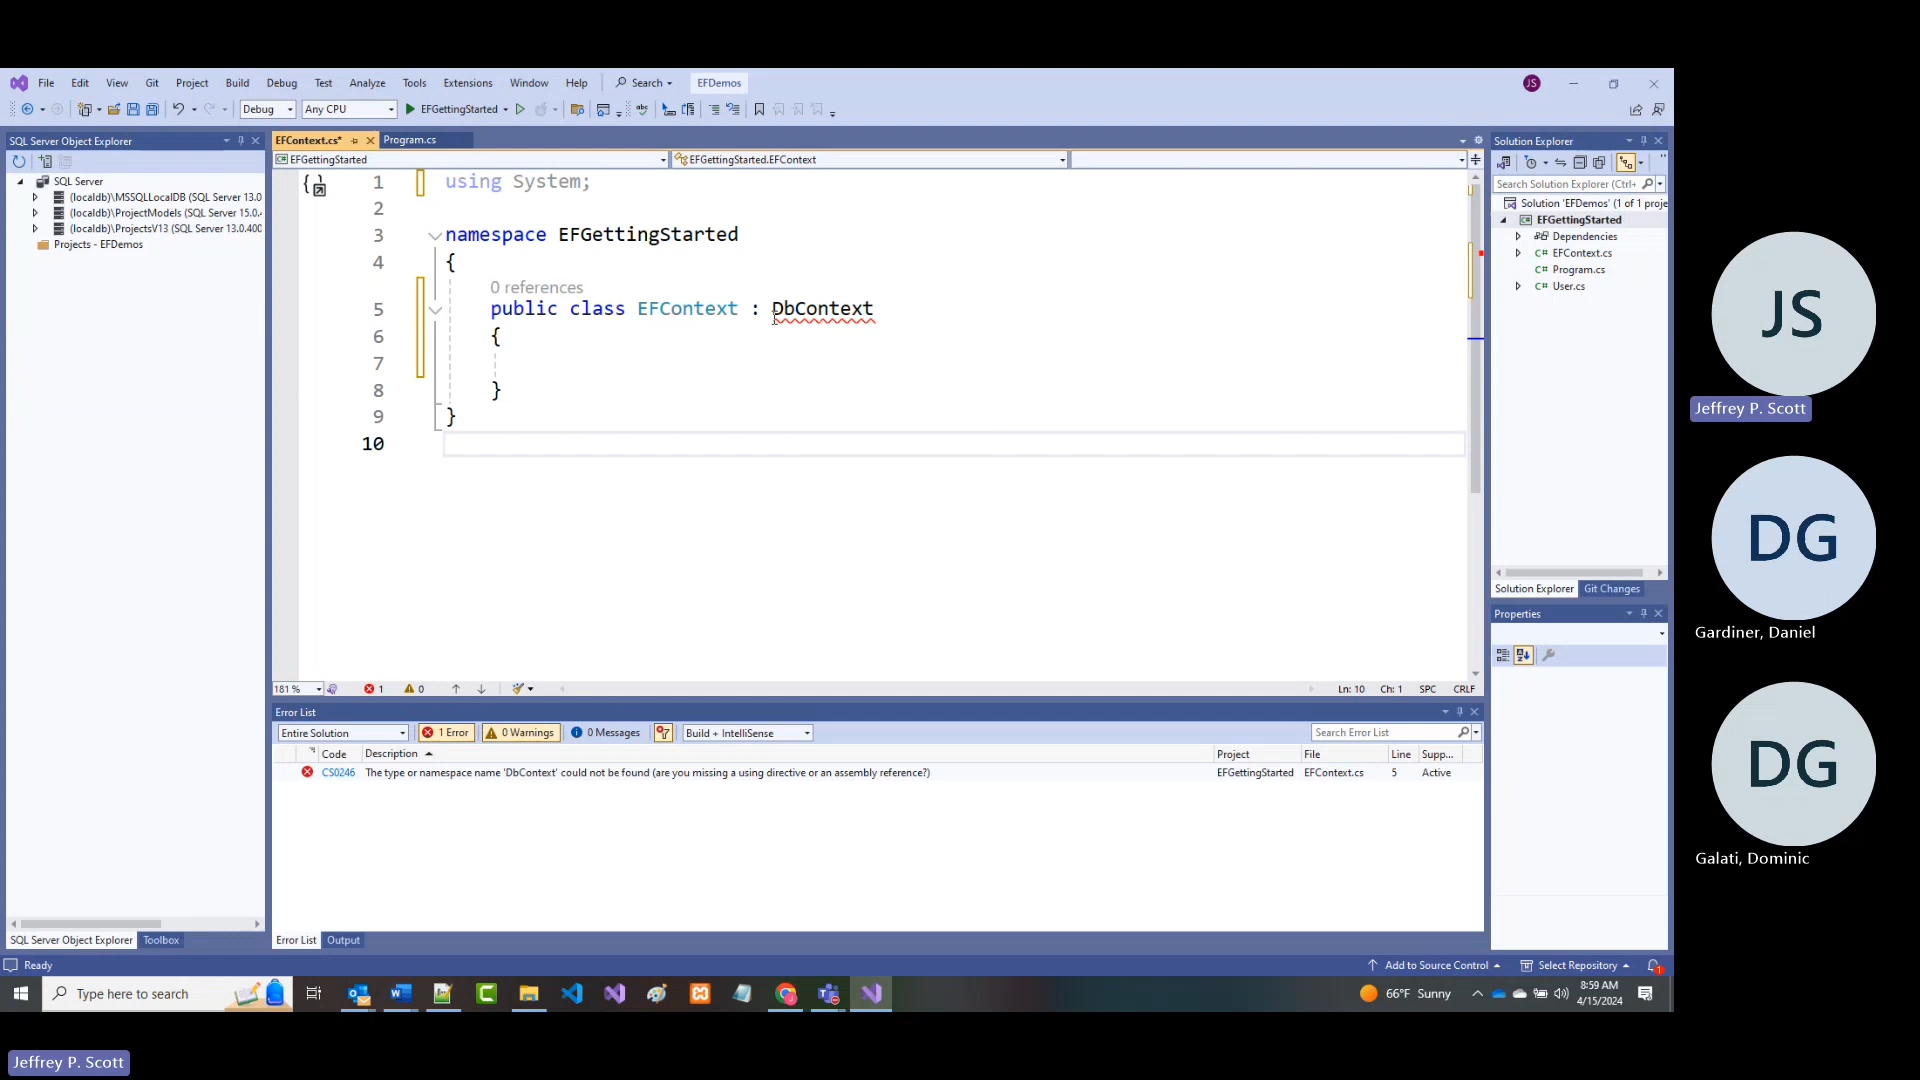 File Edit View Git Project Build Debug Test Analyze Tools Extensions Window Help Search EFDemos JS
Debug Any CPU EFGettingStarted
SQL Server Object Explorer
SQL Server
(localdb)\MSSQLLocalDB (SQL Server 13.0
(localdb)\ProjectModels (SQL Server 15.0.
(localdb)\ProjectsV13 (SQL Server 13.0.400
Projects - EFDemos
SQL Server Object Explorer Toolbox
EFContext.cs* Program.cs
EFGettingStarted EFGettingStarted.EFContext
1 using System;
2
3 namespace EFGettingStarted
4 {
0 references
5 public class EFContext : DbContext
6 {
7
8 }
9 }
10
181 % 1 0 Ln: 10 Ch: 1 SPC CRLF
Error List
Entire Solution 1 Error 0 Warnings 0 Messages Build + IntelliSense Search Error List
Code Description Project File Line Supp...
CS0246 The type or namespace name 'DbContext' could not be found (are you missing a using directive or an assembly reference?) EFGettingStarted EFContext.cs 5 Active
Error List Output
Solution Explorer
Search Solution Explorer (Ctrl+
Solution 'EFDemos' (1 of 1 proje
EFGettingStarted
Dependencies
C# EFContext.cs
C# Program.cs
C# User.cs
Solution Explorer Git Changes
Properties
Ready Add to Source Control Select Repository 1
Type here to search 66°F Sunny 8:59 AM
4/15/2024
JS
Jeffrey P. Scott
DG
Gardiner, Daniel
DG
Galati, Dominic
Jeffrey P. Scott